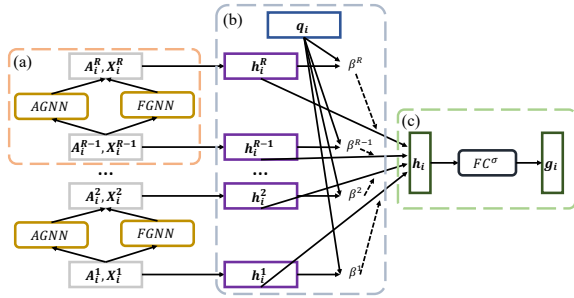 (a)
A_i^R, X_i^R
AGNN
FGNN
A_i^{R-1}, X_i^{R-1}
...
A_i^2, X_i^2
AGNN
FGNN
A_i^1, X_i^1
(b)
q_i
h_i^R
β^R
h_i^{R-1}
β^{R-1}
...
h_i^2
β^2
h_i^1
β^1
(c)
h_i
FC^σ
g_i